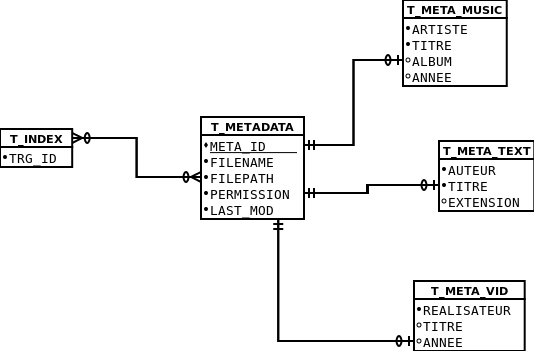 T_META_MUSIC
ARTISTE
TITRE
ALBUM
ANNEE
T_INDEX
TRG_ID
T_METADATA
META_ID
FILENAME
FILEPATH
PERMISSION
LAST_MOD
T_META_TEXT
AUTEUR
TITRE
EXTENSION
T_META_VID
REALISATEUR
TITRE
ANNEE